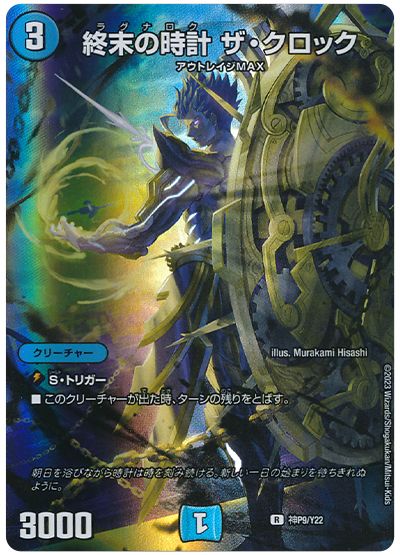 3
ラグナロク
終末の時計 ザ・クロック
アウトレイジMAX
illus. Murakami Hisashi
クリーチャー
S・トリガー
■ このクリーチャーが出た時、ターンの残りをとばす。
朝日を浴びながら時計は時を刻み続ける。新しい一日の始まりを待ちきれぬ
ように。
©2023 Wizards/Shogakukan/Mitsui-Kids
3000
1
R 神P9/Y22